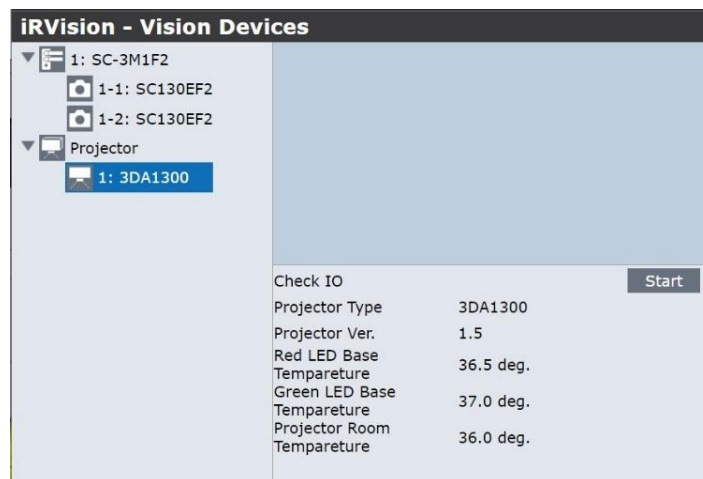 iRVision - Vision Devices
1: SC-3M1F2
1-1: SC130EF2
1-2: SC130EF2
Projector
1: 3DA1300
Check IO Start
Projector Type 3DA1300
Projector Ver. 1.5
Red LED Base
Tempareture 36.5 deg.
Green LED Base
Tempareture 37.0 deg.
Projector Room
Tempareture 36.0 deg.